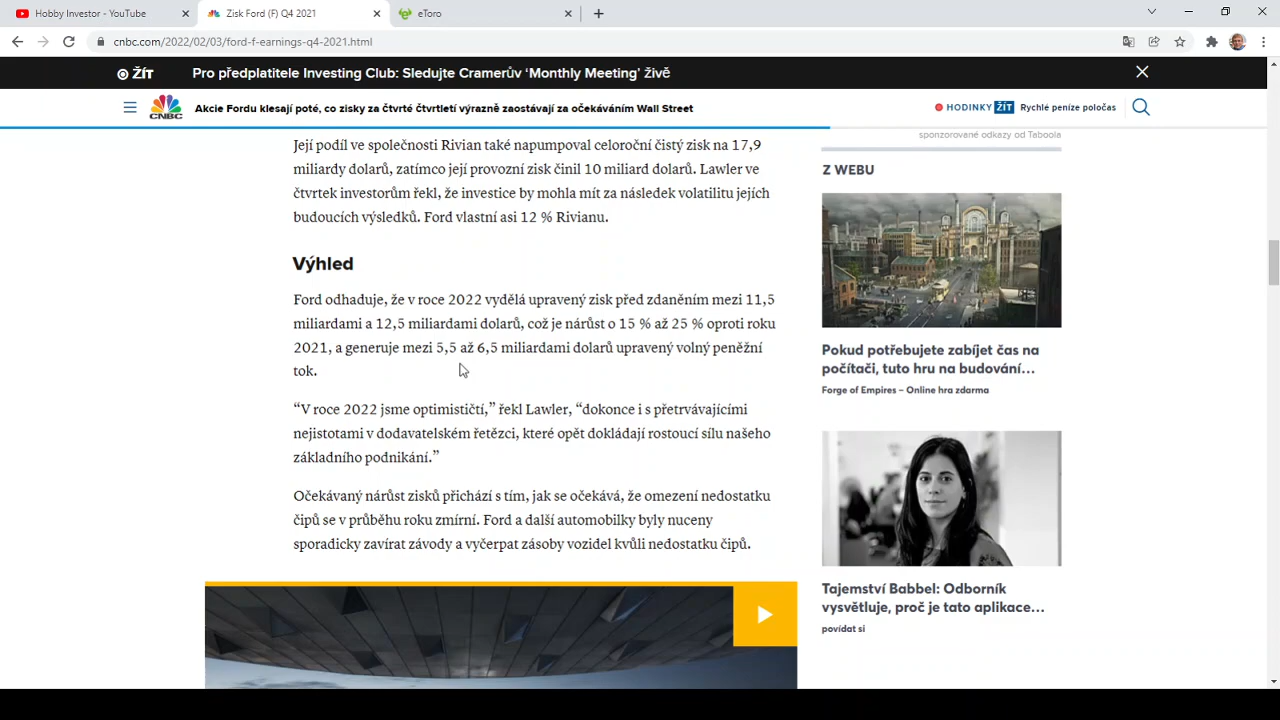 Hobby Investor - YouTube
Zisk Ford (F) Q4 2021
eToro
cnbc.com/2022/02/03/ford-f-earnings-q4-2021.html
ŽÍT
Pro předplatitele Investing Club: Sledujte Cramerův ‘Monthly Meeting’ živě
CNBC
Akcie Fordu klesají poté, co zisky za čtvrté čtvrtletí výrazně zaostávají za očekáváním Wall Street
HODINKY ŽÍT Rychlé peníze poločas
Její podíl ve společnosti Rivian také napumpoval celoroční čistý zisk na 17,9
miliardy dolarů, zatímco její provozní zisk činil 10 miliard dolarů. Lawler ve
čtvrtek investorům řekl, že investice by mohla mít za následek volatilitu jejích
budoucích výsledků. Ford vlastní asi 12 % Rivianu.
Výhled
Ford odhaduje, že v roce 2022 vydělá upravený zisk před zdaněním mezi 11,5
miliardami a 12,5 miliardami dolarů, což je nárůst o 15 % až 25 % oproti roku
2021, a generuje mezi 5,5 až 6,5 miliardami dolarů upravený volný peněžní
tok.
“V roce 2022 jsme optimističtí,” řekl Lawler, “dokonce i s přetrvávajícími
nejistotami v dodavatelském řetězci, které opět dokládají rostoucí sílu našeho
základního podnikání.”
Očekávaný nárůst zisků přichází s tím, jak se očekává, že omezení nedostatku
čipů se v průběhu roku zmírní. Ford a další automobilky byly nuceny
sporadicky zavírat závody a vyčerpat zásoby vozidel kvůli nedostatku čipů.
sponzorované odkazy od Taboola
Z WEBU
Pokud potřebujete zabíjet čas na
počítači, tuto hru na budování…
Forge of Empires – Online hra zdarma
Tajemství Babbel: Odborník
vysvětluje, proč je tato aplikace…
povídat si